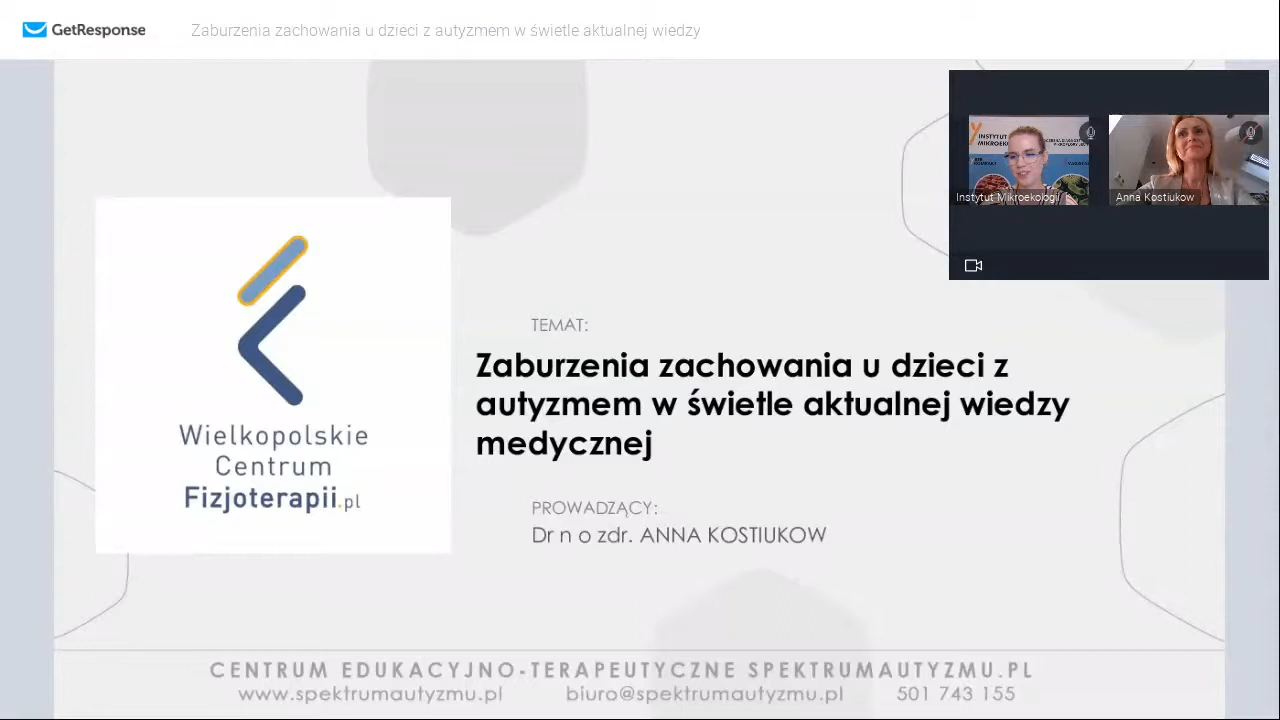 GetResponse
Zaburzenia zachowania u dzieci z autyzmem w świetle aktualnej wiedzy
INSTYTUT
MIKROEKO
Instytut Mikroekologii
Anna Kostiukow
TEMAT:
Zaburzenia zachowania u dzieci z
autyzmem w świetle aktualnej wiedzy
medycznej
Wielkopolskie
Centrum
Fizjoterapii.pl
PROWADZĄCY:
Dr n o zdr. ANNA KOSTIUKOW
CENTRUM EDUKACYJNO-TERAPEUTYCZNE SPEKTRUMAUTYZMU.PL
www.spektrumautyzmu.pl biuro@spektrumautyzmu.pl 501 743 155